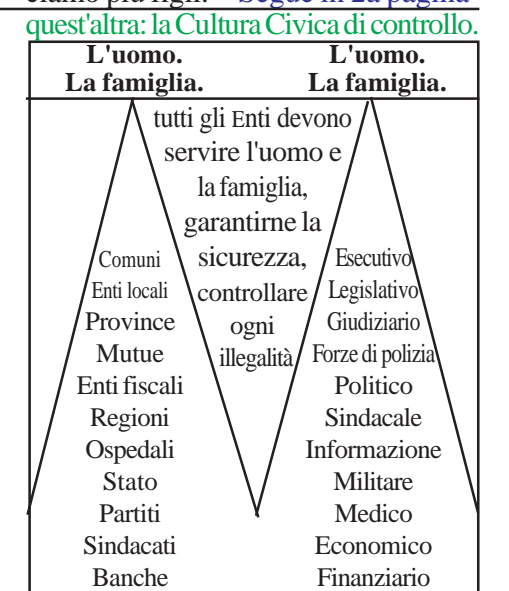 Segue in 2a pagina
quest'altra: la Cultura Civica di controllo.
L'uomo.
La famiglia.
L'uomo.
La famiglia.
tutti gli Enti devono
servire l'uomo e
la famiglia,
garantirne la
sicurezza,
controllare
ogni
illegalità
Comuni
Enti locali
Province
Mutue
Enti fiscali
Regioni
Ospedali
Stato
Partiti
Sindacati
Banche
Esecutivo
Legislativo
Giudiziario
Forze di polizia
Politico
Sindacale
Informazione
Militare
Medico
Economico
Finanziario